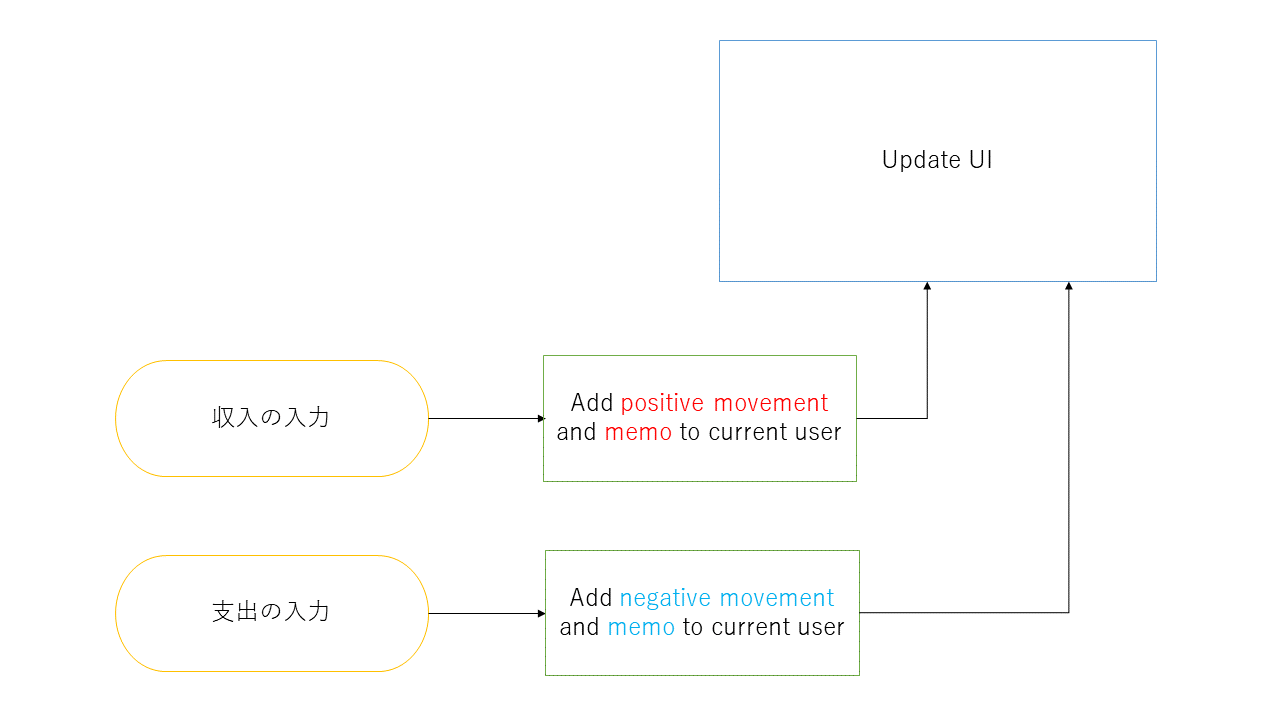 Update UI
収入の入力
Add positive movement
and memo to current user
支出の入力
Add negative movement
and memo to current user